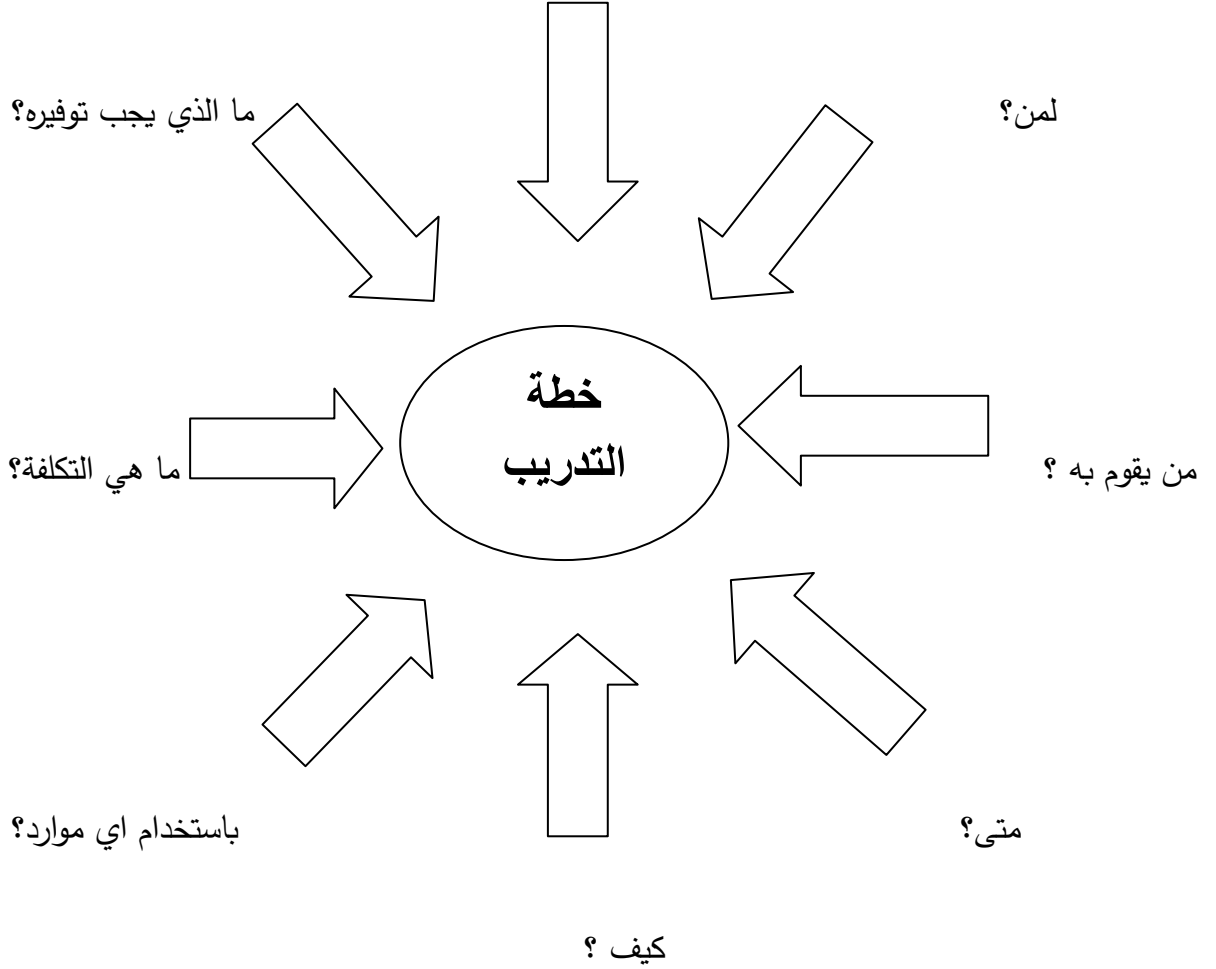 لمن؟
ما الذي يجب توفيره؟
خطة
التدريب
من يقوم به ؟
ما هي التكلفة؟
متى؟
باستخدام اي موارد؟
كيف ؟